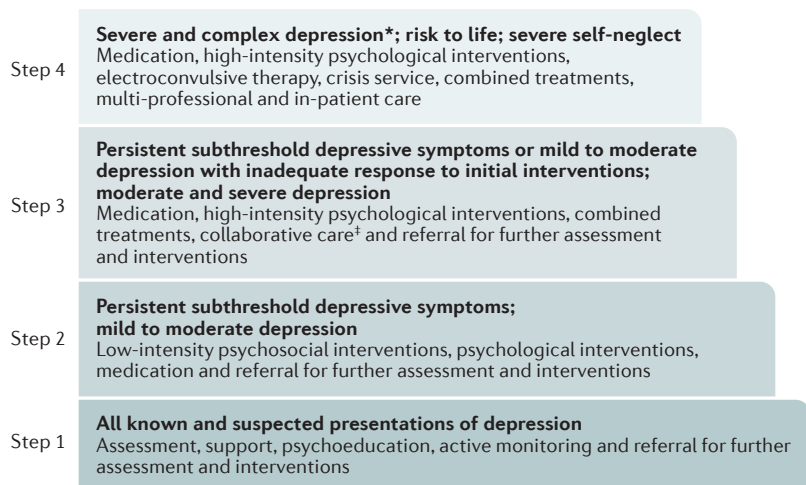 Step 4
Severe and complex depression*; risk to life; severe self-neglect
Medication, high-intensity psychological interventions,
electroconvulsive therapy, crisis service, combined treatments,
multi-professional and in-patient care
Step 3
Persistent subthreshold depressive symptoms or mild to moderate
depression with inadequate response to initial interventions;
moderate and severe depression
Medication, high-intensity psychological interventions, combined
treatments, collaborative care‡ and referral for further assessment
and interventions
Step 2
Persistent subthreshold depressive symptoms;
mild to moderate depression
Low-intensity psychosocial interventions, psychological interventions,
medication and referral for further assessment and interventions
Step 1
All known and suspected presentations of depression
Assessment, support, psychoeducation, active monitoring and referral for further
assessment and interventions